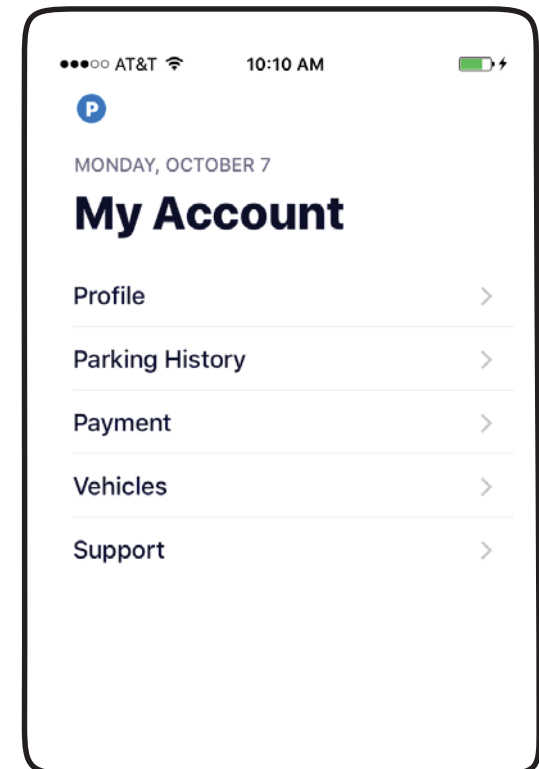 AT&T 10:10 AM
P
MONDAY, OCTOBER 7
My Account
Profile
Parking History
Payment
Vehicles
Support